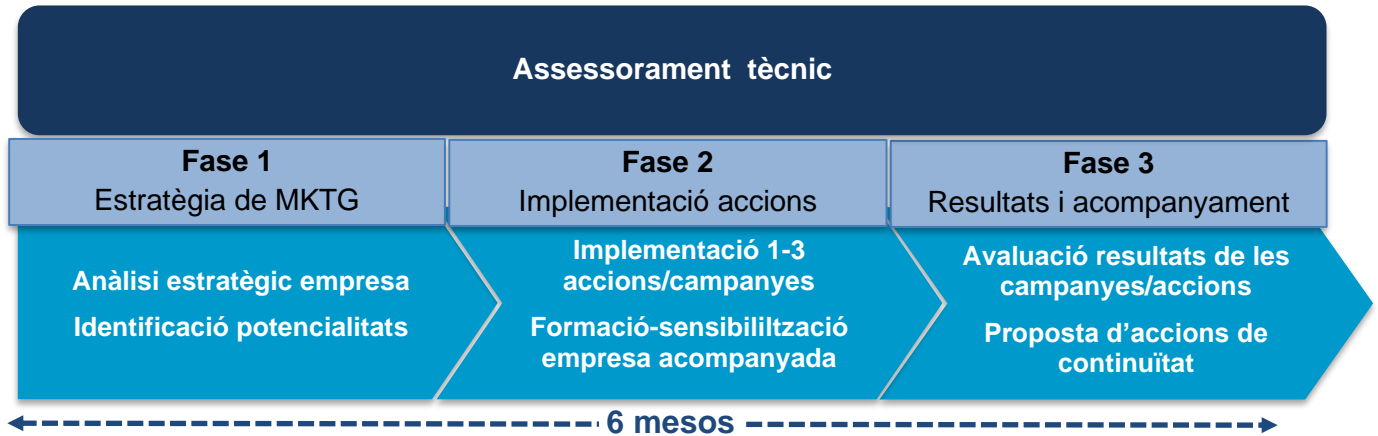 Assessorament tècnic
Fase 1
Estratègia de MKTG
Fase 2
Implementació accions
Fase 3
Resultats i acompanyament
Anàlisi estratègic empresa
Identificació potencialitats
Implementació 1-3
accions/campanyes
Formació-sensibililtzació
empresa acompanyada
Avaluació resultats de les
campanyes/accions
Proposta d’accions de
continuïtat
6 mesos